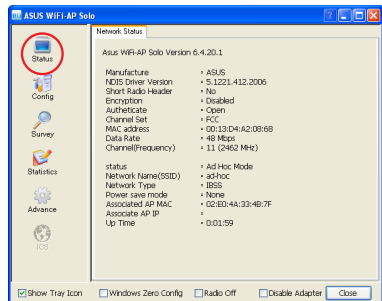 ASUS WiFi-AP Solo
Network Status
Status
Config
Survey
Statistics
Advance
ICS
Asus WiFi-AP Solo Version 6.4.20.1
Manufacture ▫ ASUS
NDIS Driver Version ▫ 5.1221.412.2006
Short Radio Header ▫ No
Encryption ▫ Disabled
Autheticate ▫ Open
Channel Set ▫ FCC
MAC address ▫ 00:13:D4:A2:08:68
Data Rate ▫ 48 Mbps
Channel(Frequency) ▫ 11 (2462 MHz)
status ▫ Ad Hoc Mode
Network Name(SSID) ▫ ad-hoc
Network Type ▫ IBSS
Power save mode ▫ None
Associated AP MAC ▫ 02:E0:4A:33:4B:7F
Associate AP IP ▫
Up Time ▫ 0:01:59
Show Tray Icon
Windows Zero Config
Radio Off
Disable Adapter
Close